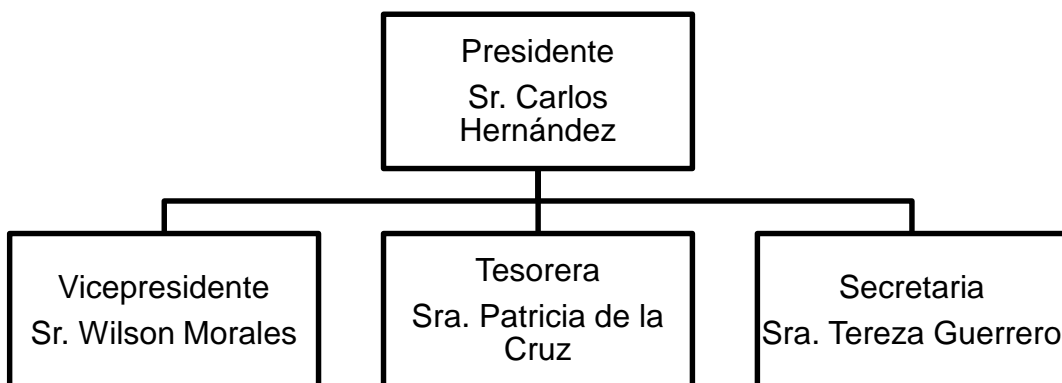 Presidente
Sr. Carlos
Hernández
Vicepresidente
Sr. Wilson Morales
Tesorera
Sra. Patricia de la
Cruz
Secretaria
Sra. Tereza Guerrero